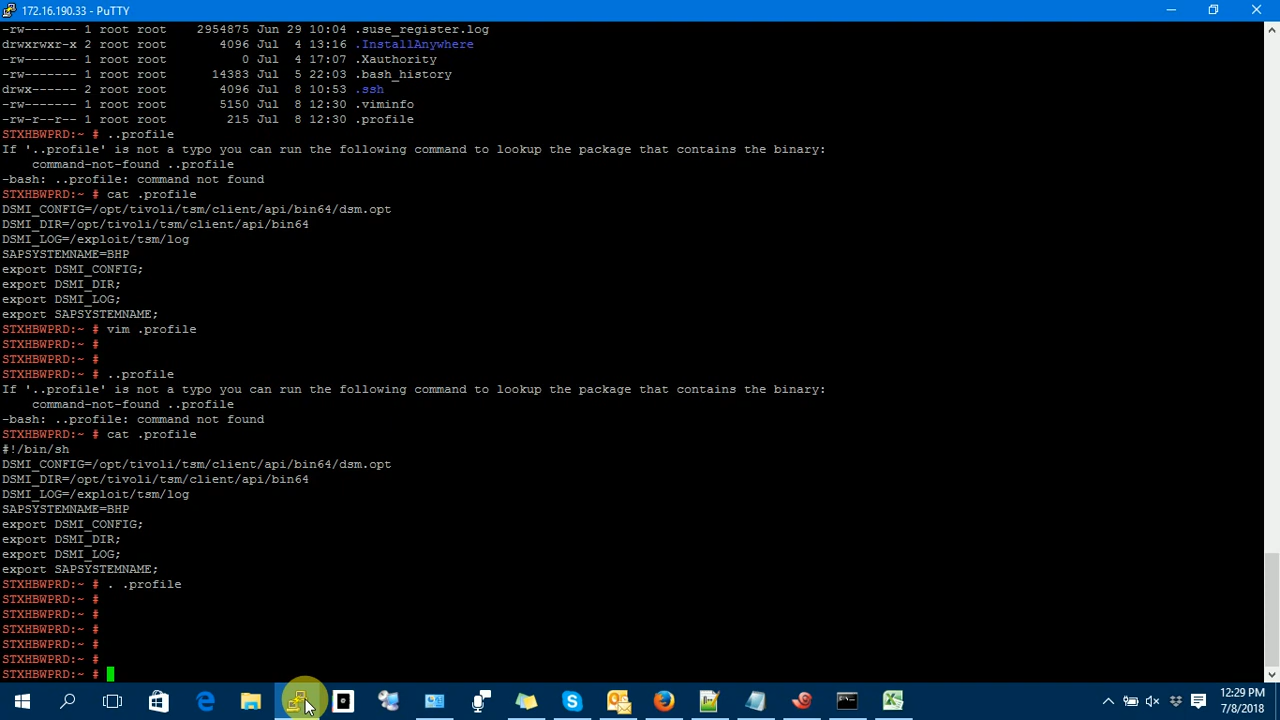 172.16.190.33 - PuTTY
-rw------- 1 root root    2954875 Jun 29 10:04 .suse_register.log
drwxrwxr-x 2 root root       4096 Jul  4 13:16 .InstallAnywhere
-rw------- 1 root root          0 Jul  4 17:07 .Xauthority
-rw------- 1 root root      14383 Jul  5 22:03 .bash_history
drwx------ 2 root root       4096 Jul  8 10:53 .ssh
-rw------- 1 root root       5150 Jul  8 12:30 .viminfo
-rw-r--r-- 1 root root        215 Jul  8 12:30 .profile
STXHBWPRD:~ # ..profile
If '..profile' is not a typo you can run the following command to lookup the package that contains the binary:
    command-not-found ..profile
-bash: ..profile: command not found
STXHBWPRD:~ # cat .profile
DSMI_CONFIG=/opt/tivoli/tsm/client/api/bin64/dsm.opt
DSMI_DIR=/opt/tivoli/tsm/client/api/bin64
DSMI_LOG=/exploit/tsm/log
SAPSYSTEMNAME=BHP
export DSMI_CONFIG;
export DSMI_DIR;
export DSMI_LOG;
export SAPSYSTEMNAME;
STXHBWPRD:~ # vim .profile
STXHBWPRD:~ #
STXHBWPRD:~ #
STXHBWPRD:~ # ..profile
If '..profile' is not a typo you can run the following command to lookup the package that contains the binary:
    command-not-found ..profile
-bash: ..profile: command not found
STXHBWPRD:~ # cat .profile
#!/bin/sh
DSMI_CONFIG=/opt/tivoli/tsm/client/api/bin64/dsm.opt
DSMI_DIR=/opt/tivoli/tsm/client/api/bin64
DSMI_LOG=/exploit/tsm/log
SAPSYSTEMNAME=BHP
export DSMI_CONFIG;
export DSMI_DIR;
export DSMI_LOG;
export SAPSYSTEMNAME;
STXHBWPRD:~ # . .profile
STXHBWPRD:~ #
STXHBWPRD:~ #
STXHBWPRD:~ #
STXHBWPRD:~ #
STXHBWPRD:~ #
STXHBWPRD:~ #
12:29 PM
7/8/2018